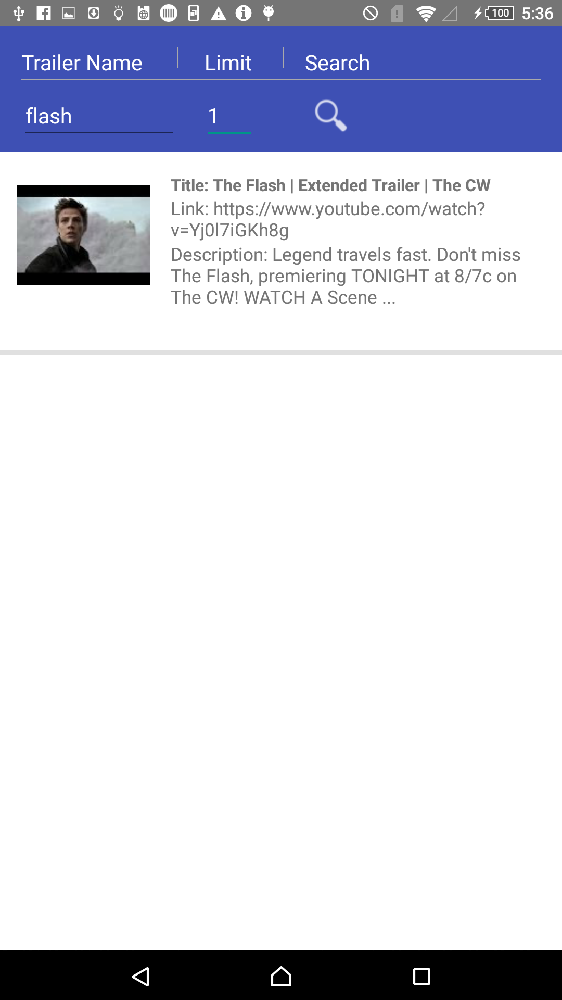 100 5:36
Trailer Name Limit Search
flash 1
Title: The Flash | Extended Trailer | The CW
Link: https://www.youtube.com/watch?
v=Yj0l7iGKh8g
Description: Legend travels fast. Don't miss
The Flash, premiering TONIGHT at 8/7c on
The CW! WATCH A Scene ...